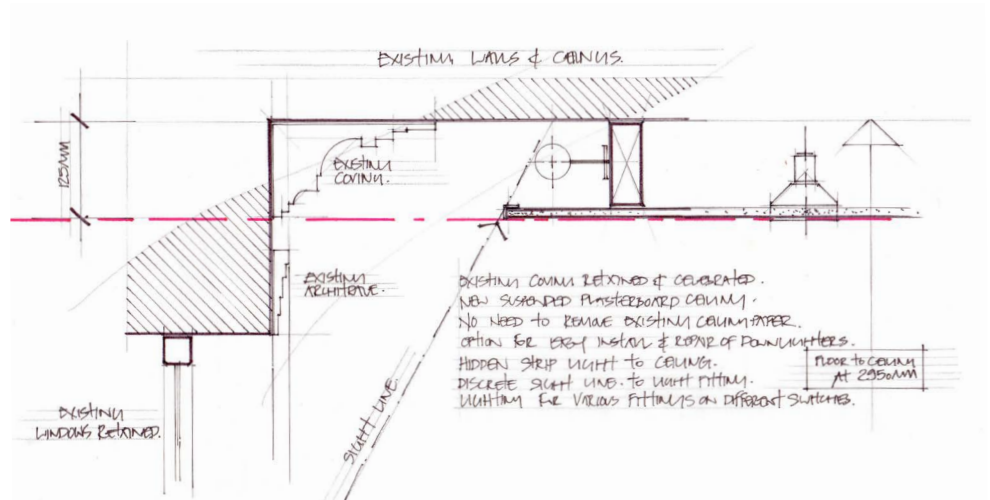 EXISTING WALLS & CEILINGS.
125MM
EXISTING
COVING.
EXISTING
ARCHITRAVE.
EXISTING COVING RETAINED & CELEBRATED.
NEW SUSPENDED PLASTERBOARD CEILING.
NO NEED TO REMOVE EXISTING CEILING PAPER.
OPTION FOR EASY INSTALL & REPAIR OF DOWNLIGHTERS.
HIDDEN STRIP LIGHT TO CEILING.
DISCRETE SIGHT LINE. TO LIGHT FITTING.
LIGHTING FOR VARIOUS FITTINGS ON DIFFERENT SWITCHES.
FLOOR TO CEILING
AT 2950MM
SIGHT LINE.
EXISTING
WINDOWS RETAINED.